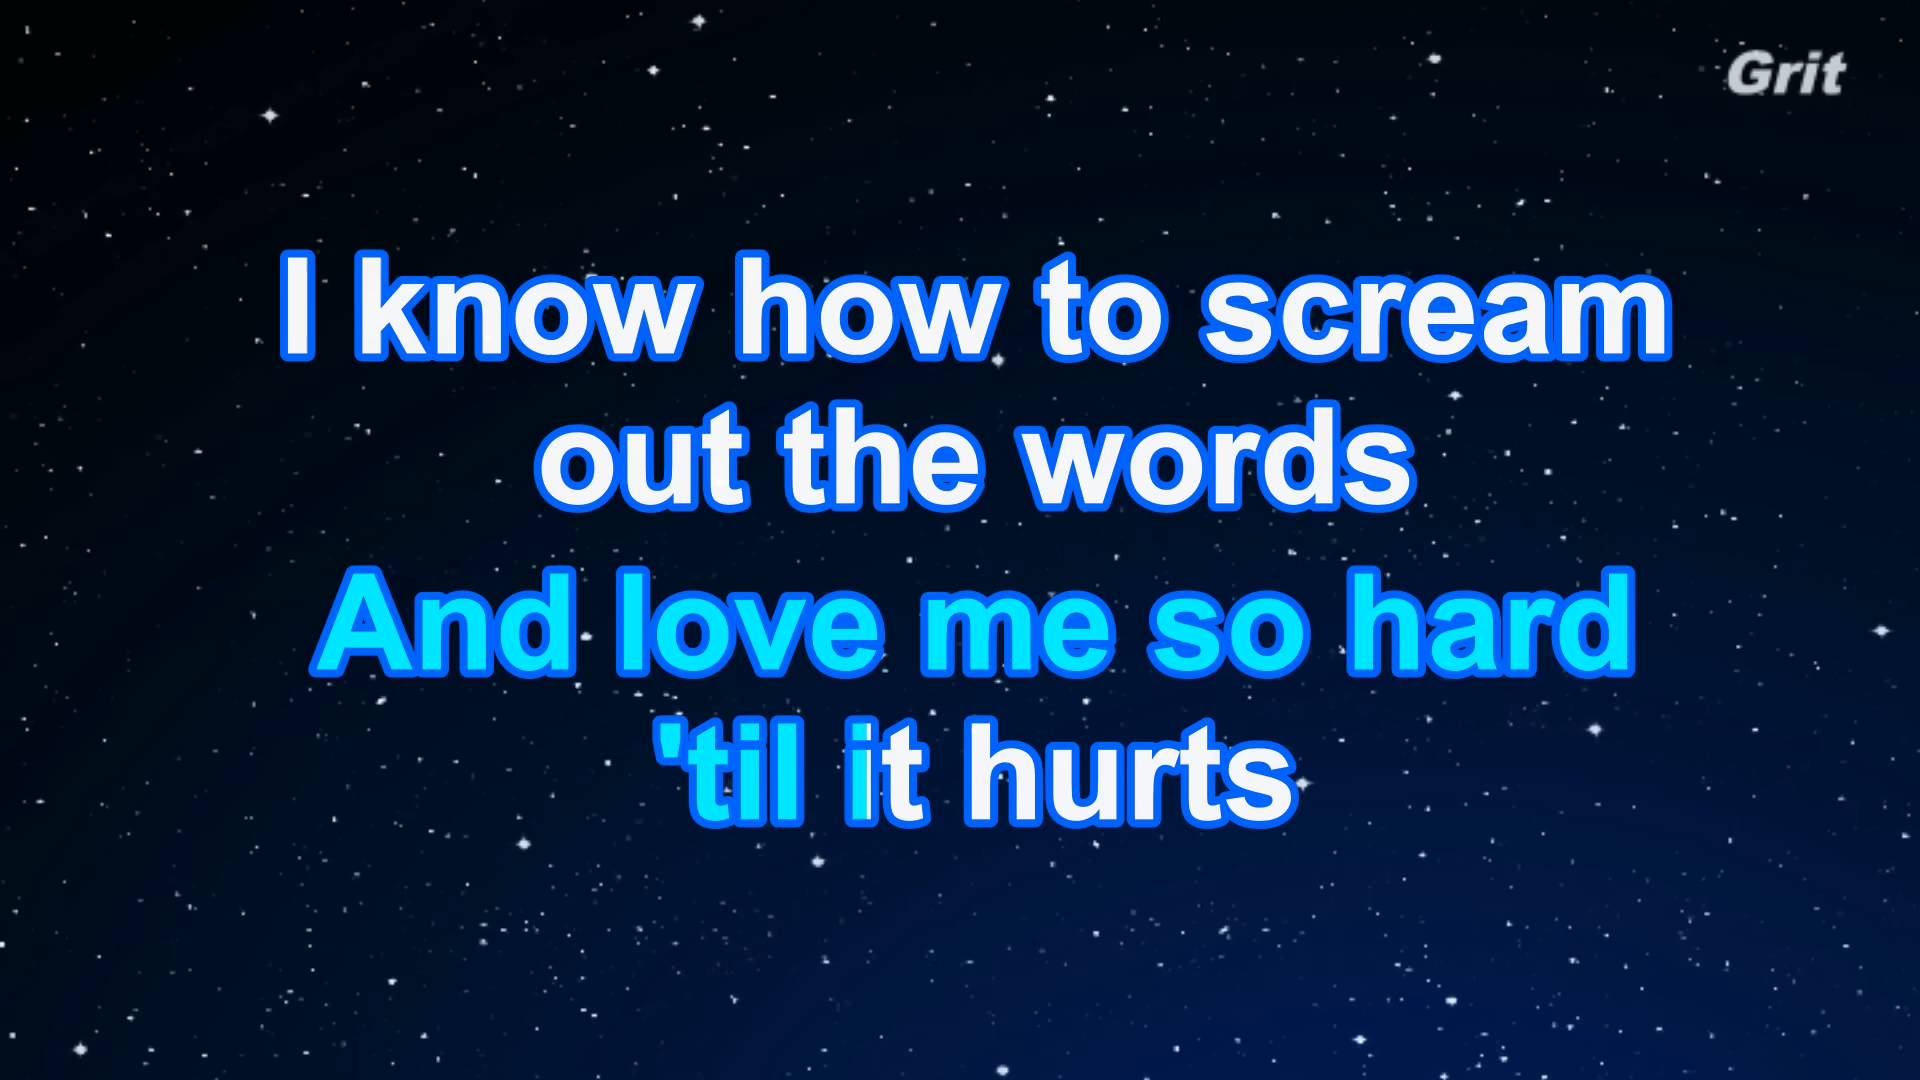 Grit
I know how to scream
out the words
And love me so hard
'til it hurts